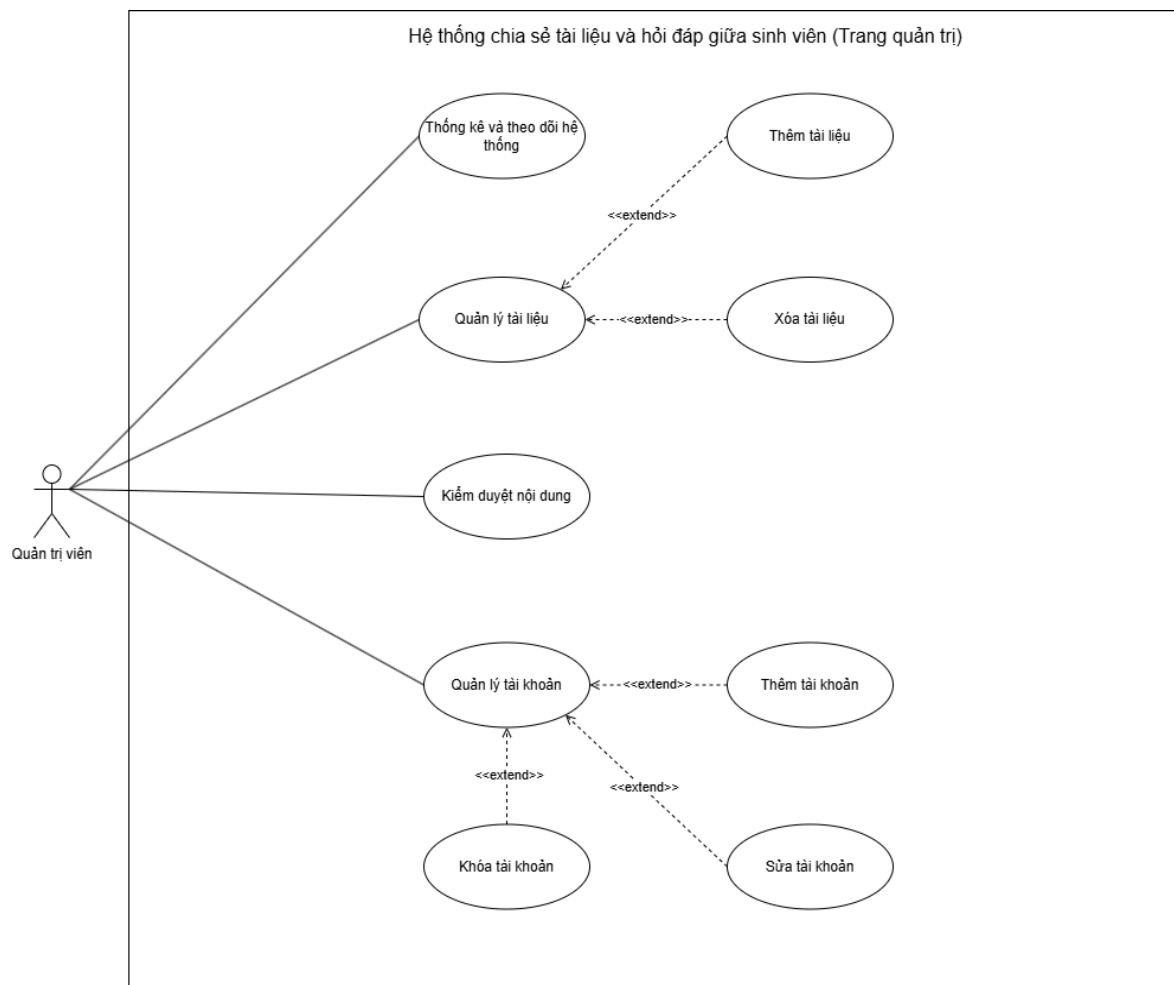 Hệ thống chia sẻ tài liệu và hỏi đáp giữa sinh viên (Trang quản trị)
Thống kê và theo dõi hệ
thống
Thêm tài liệu
<<extend>>
Quản lý tài liệu
<<extend>>
Xóa tài liệu
Kiểm duyệt nội dung
Quản trị viên
Quản lý tài khoản
<<extend>>
Thêm tài khoản
<<extend>>
<<extend>>
Khóa tài khoản
Sửa tài khoản